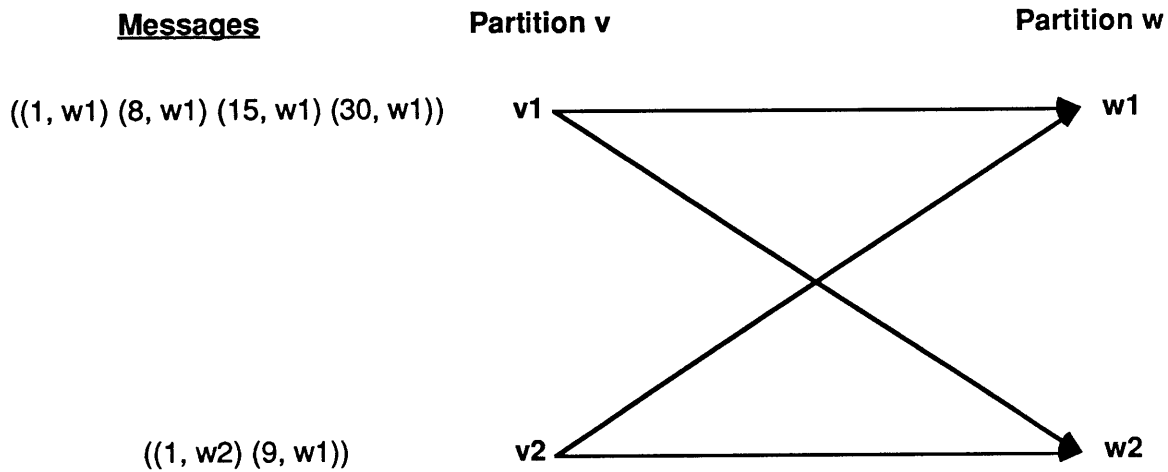 Messages Partition v Partition w
((1, w1) (8, w1) (15, w1) (30, w1)) v1 w1
((1, w2) (9, w1)) v2 w2